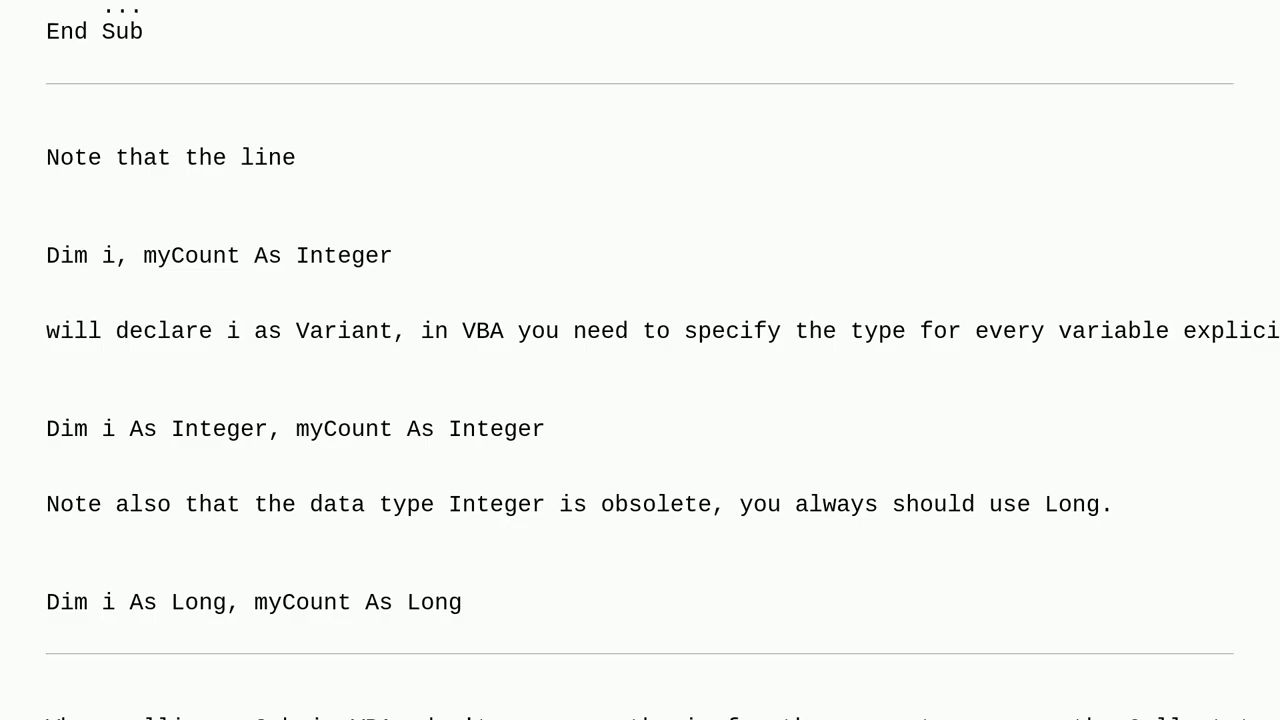 ...
End Sub
Note that the line
Dim i, myCount As Integer
will declare i as Variant, in VBA you need to specify the type for every variable
Dim i As Integer, myCount As Integer
Note also that the data type Integer is obsolete, you always should use Long.
Dim i As Long, myCount As Long